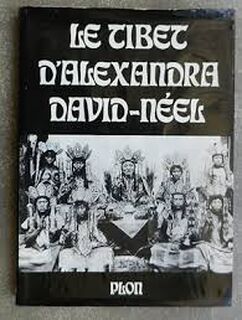 LE TIBET
D'ALEXANDRA
DAVID-NÉEL
PLON